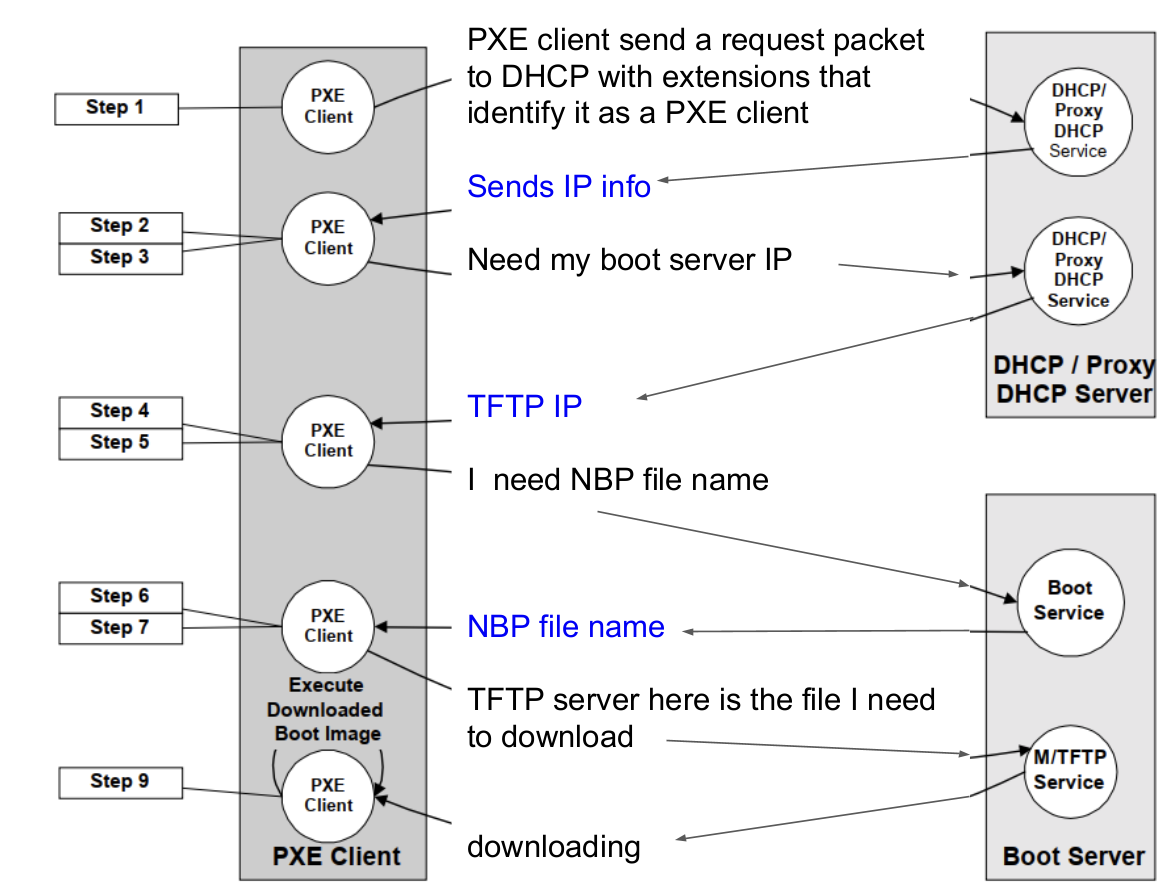 PXE client send a request packet
to DHCP with extensions that
identify it as a PXE client
Step 1
PXE
Client
DHCP/
Proxy
DHCP
Service
Sends IP info
Step 2
Step 3
PXE
Client
Need my boot server IP
DHCP/
Proxy
DHCP
Service
DHCP / Proxy
DHCP Server
TFTP IP
Step 4
Step 5
PXE
Client
I  need NBP file name
Boot
Service
Step 6
Step 7
PXE
Client
NBP file name
Execute
Downloaded
Boot Image
TFTP server here is the file I need
to download
M/TFTP
Service
Step 9
PXE
Client
downloading
PXE Client
Boot Server